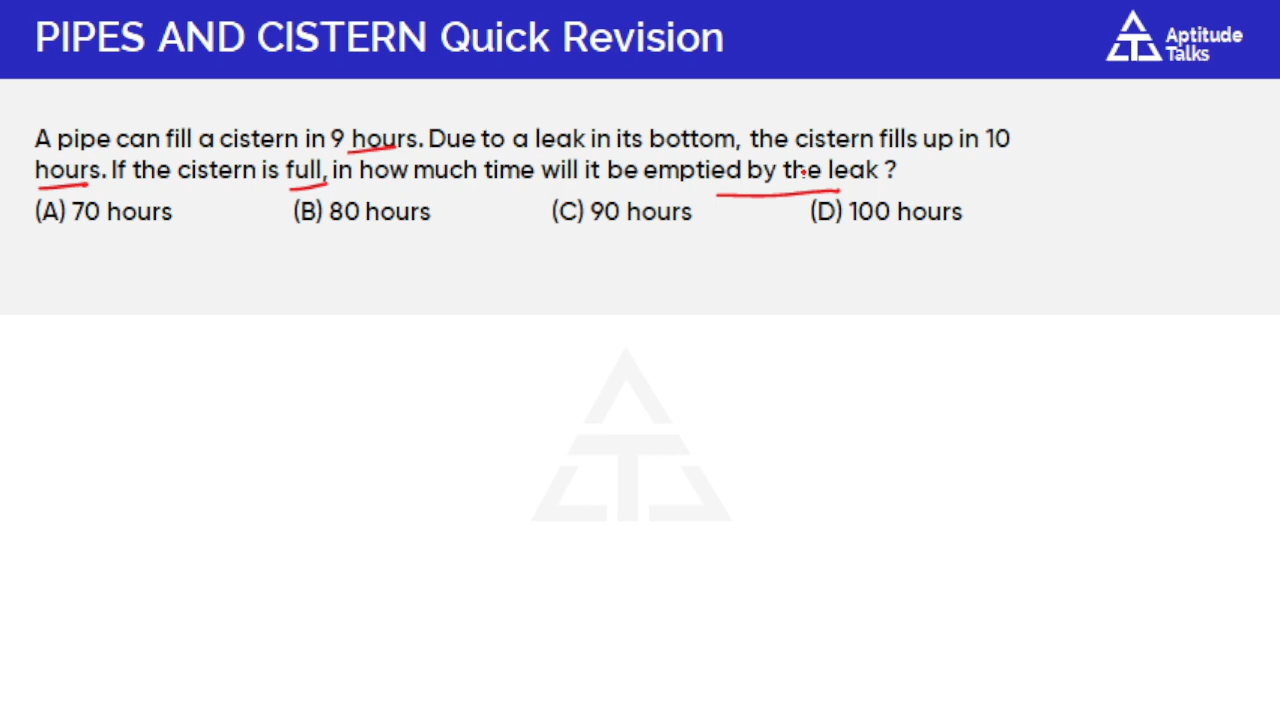 PIPES AND CISTERN Quick Revision
Aptitude
Talks
A pipe can fill a cistern in 9 hours. Due to a leak in its bottom, the cistern fills up in 10
hours. If the cistern is full, in how much time will it be emptied by the leak ?
(A) 70 hours (B) 80 hours (C) 90 hours (D) 100 hours